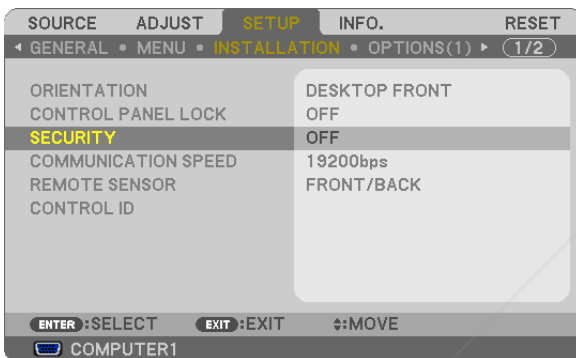 SOURCE ADJUST SETUP INFO. RESET
◂ GENERAL • MENU • INSTALLATION • OPTIONS(1) ▸ 1/2
ORIENTATION DESKTOP FRONT
CONTROL PANEL LOCK OFF
SECURITY OFF
COMMUNICATION SPEED 19200bps
REMOTE SENSOR FRONT/BACK
CONTROL ID
ENTER :SELECT EXIT :EXIT ♦:MOVE
COMPUTER1